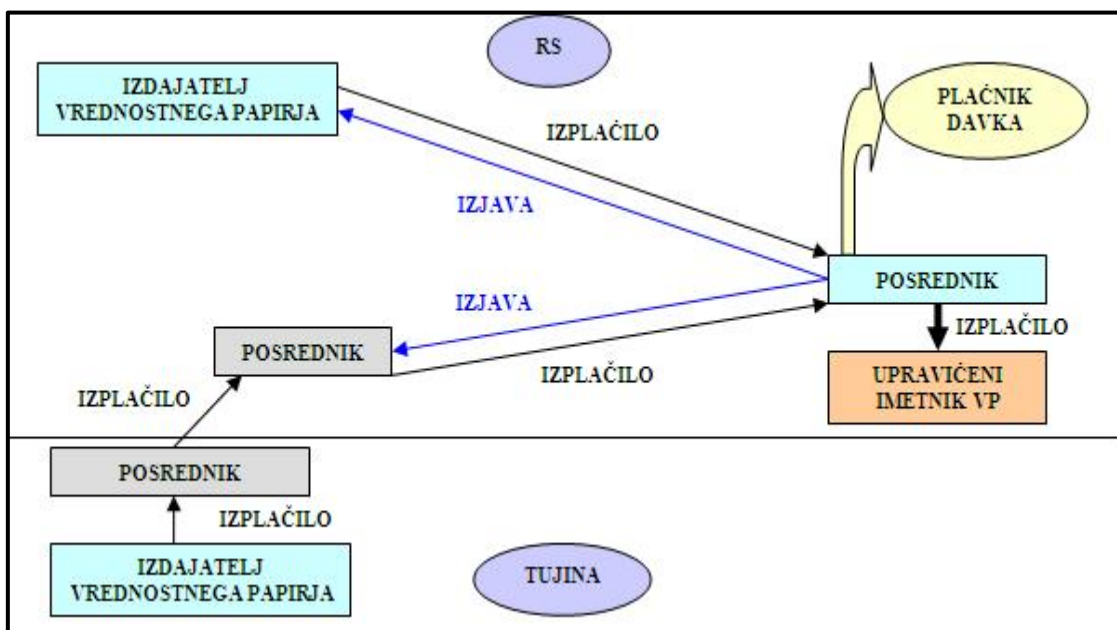 RS
IZDAJATELJ
VREDNOSTNEGA PAPIRJA
PLAČNIK
DAVKA
IZPLAČILO
IZJAVA
POSREDNIK
IZJAVA
IZPLAČILO
POSREDNIK
IZPLAČILO
UPRAVIČENI
IMETNIK VP
IZPLAČILO
POSREDNIK
IZPLAČILO
IZDAJATELJ
VREDNOSTNEGA PAPIRJA
TUJINA